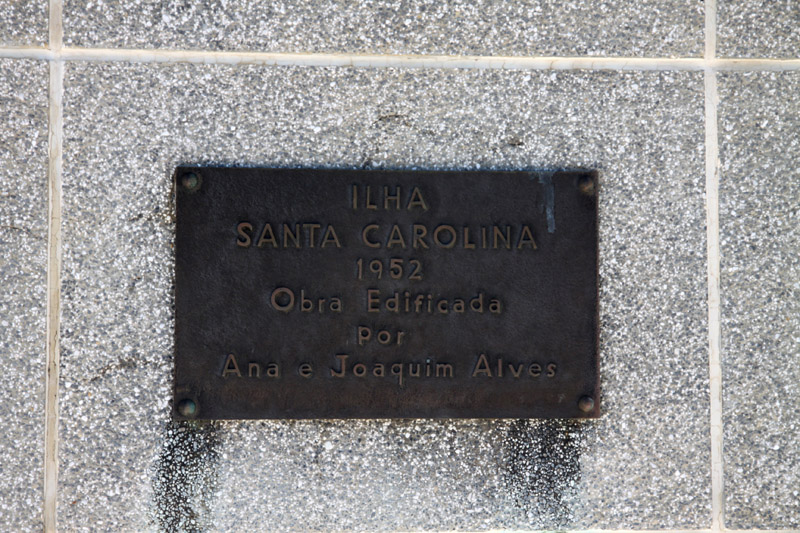 ILHA
SANTA CAROLINA
1952
Obra Edificada
por
Ana e Joaquim Alves